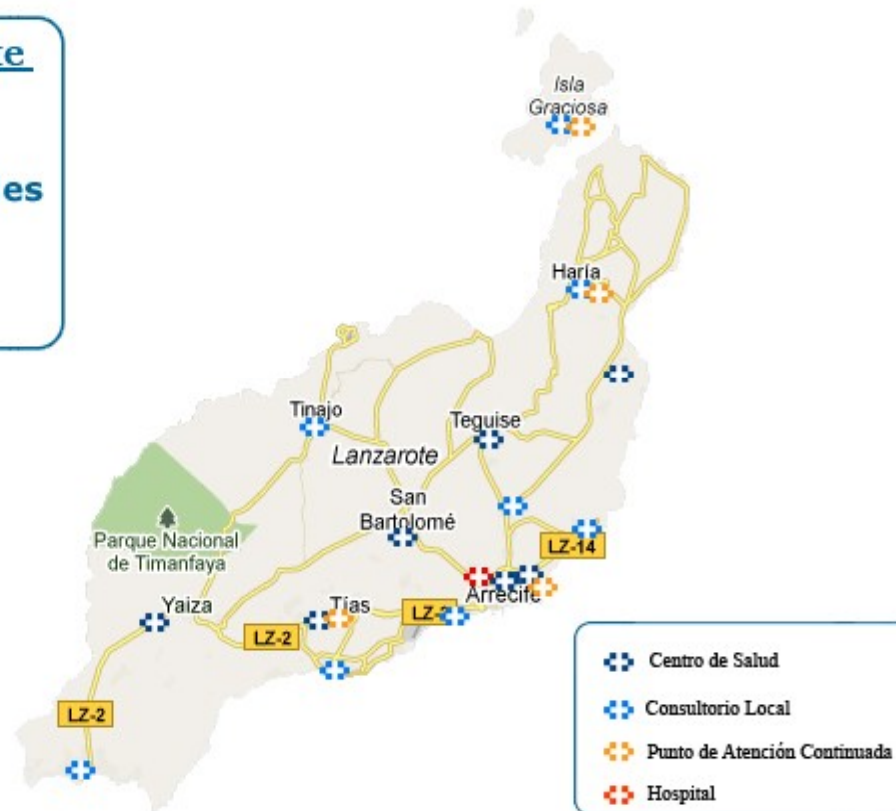 es
Isla
Graciosa
Haría
Tinajo
Teguise
Lanzarote
San
Bartolomé
LZ-14
Parque Nacional
de Timanfaya
Arrecife
Yaiza
Tías
LZ-2
LZ-2
Centro de Salud
LZ-2
Consultorio Local
Punto de Atención Continuada
Hospital